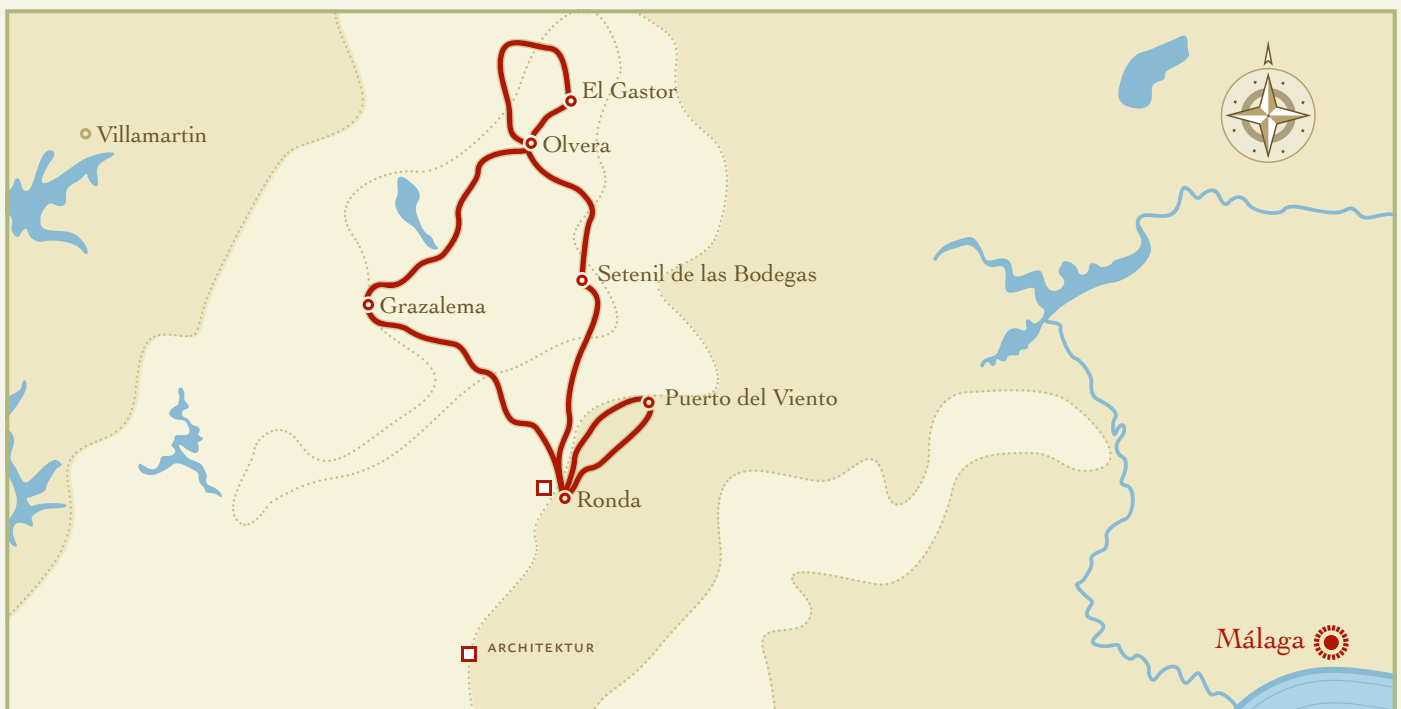 El Gastor
Villamartin
Olvera
Setenil de las Bodegas
Grazalema
Puerto del Viento
Ronda
Málaga
ARCHITEKTUR